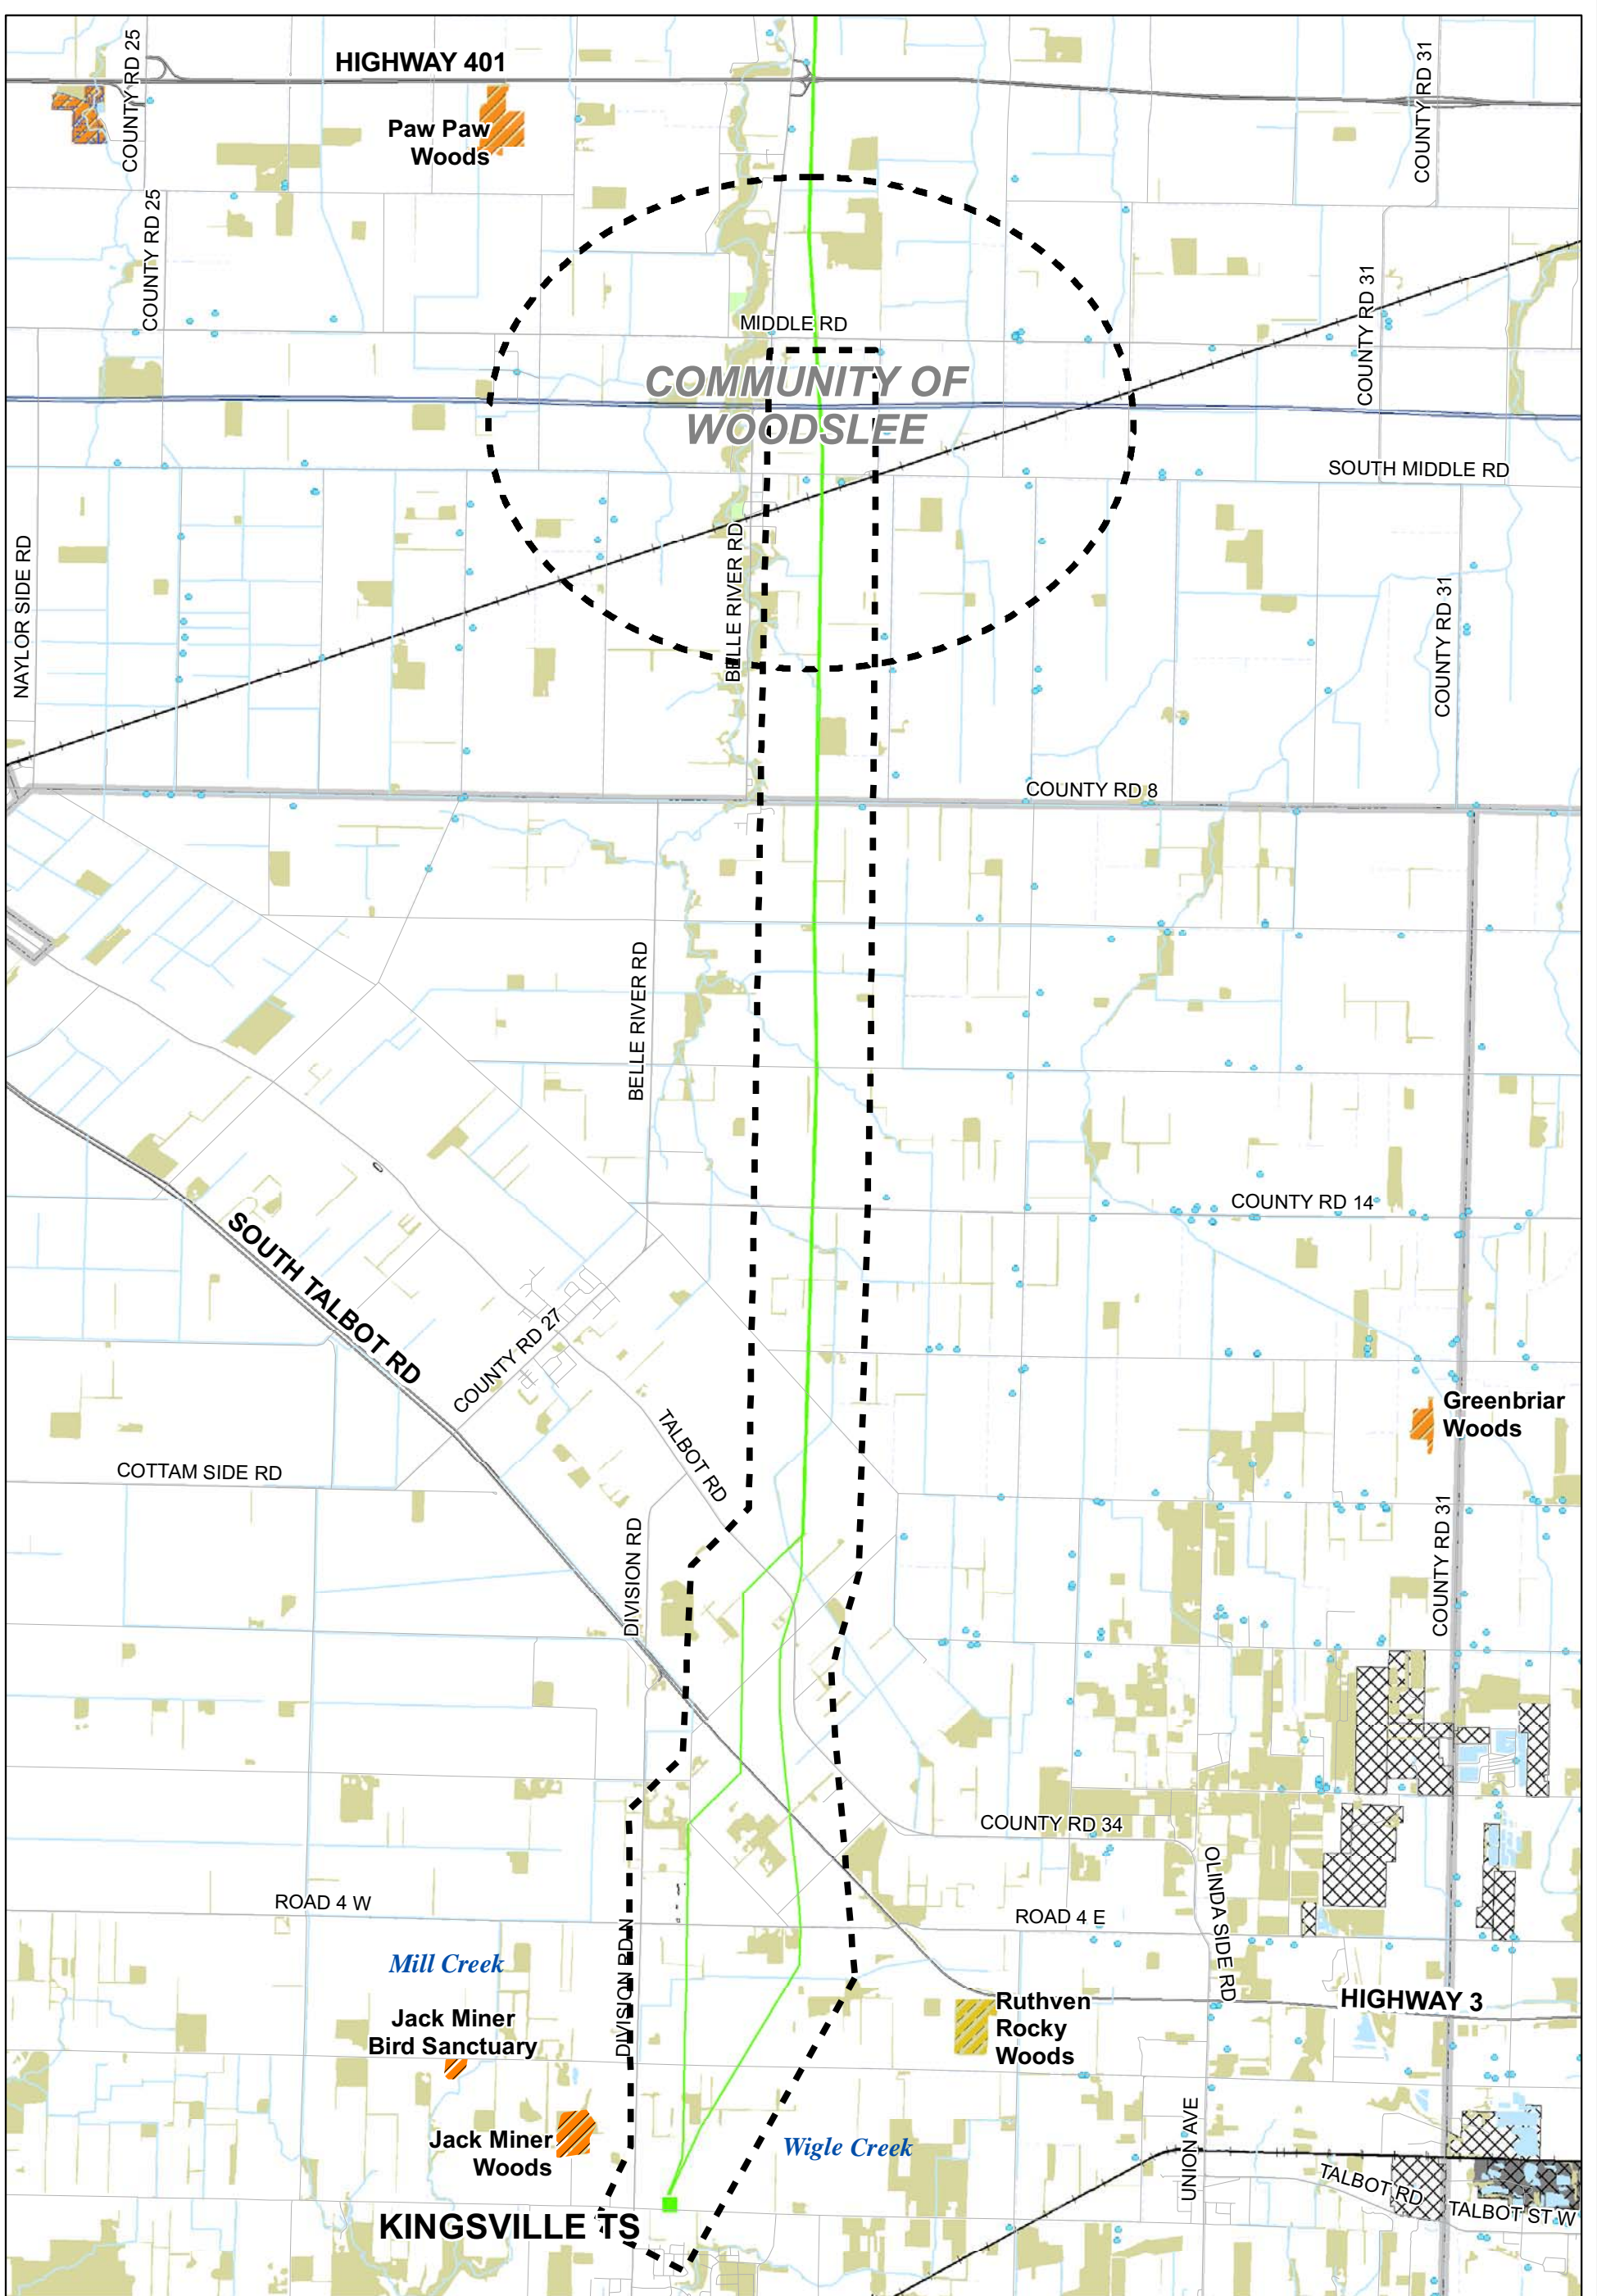 COUNTY RD 25
HIGHWAY 401
COUNTY RD 31
Paw Paw
Woods
COUNTY RD 25
COUNTY RD 31
MIDDLE RD
COMMUNITY OF
WOODSLEE
SOUTH MIDDLE RD
NAYLOR SIDE RD
BELLE RIVER RD
COUNTY RD 31
COUNTY RD 8
BELLE RIVER RD
COUNTY RD 14
SOUTH TALBOT RD
COUNTY RD 27
Greenbriar
Woods
TALBOT RD
COTTAM SIDE RD
DIVISION RD
COUNTY RD 31
COUNTY RD 34
OLINDA SIDE RD
ROAD 4 W
ROAD 4 E
Mill Creek
DIVISION RD N
HIGHWAY 3
Ruthven
Rocky
Woods
Jack Miner
Bird Sanctuary
Jack Miner
Woods
Wigle Creek
UNION AVE
TALBOT RD
TALBOT ST W
KINGSVILLE TS